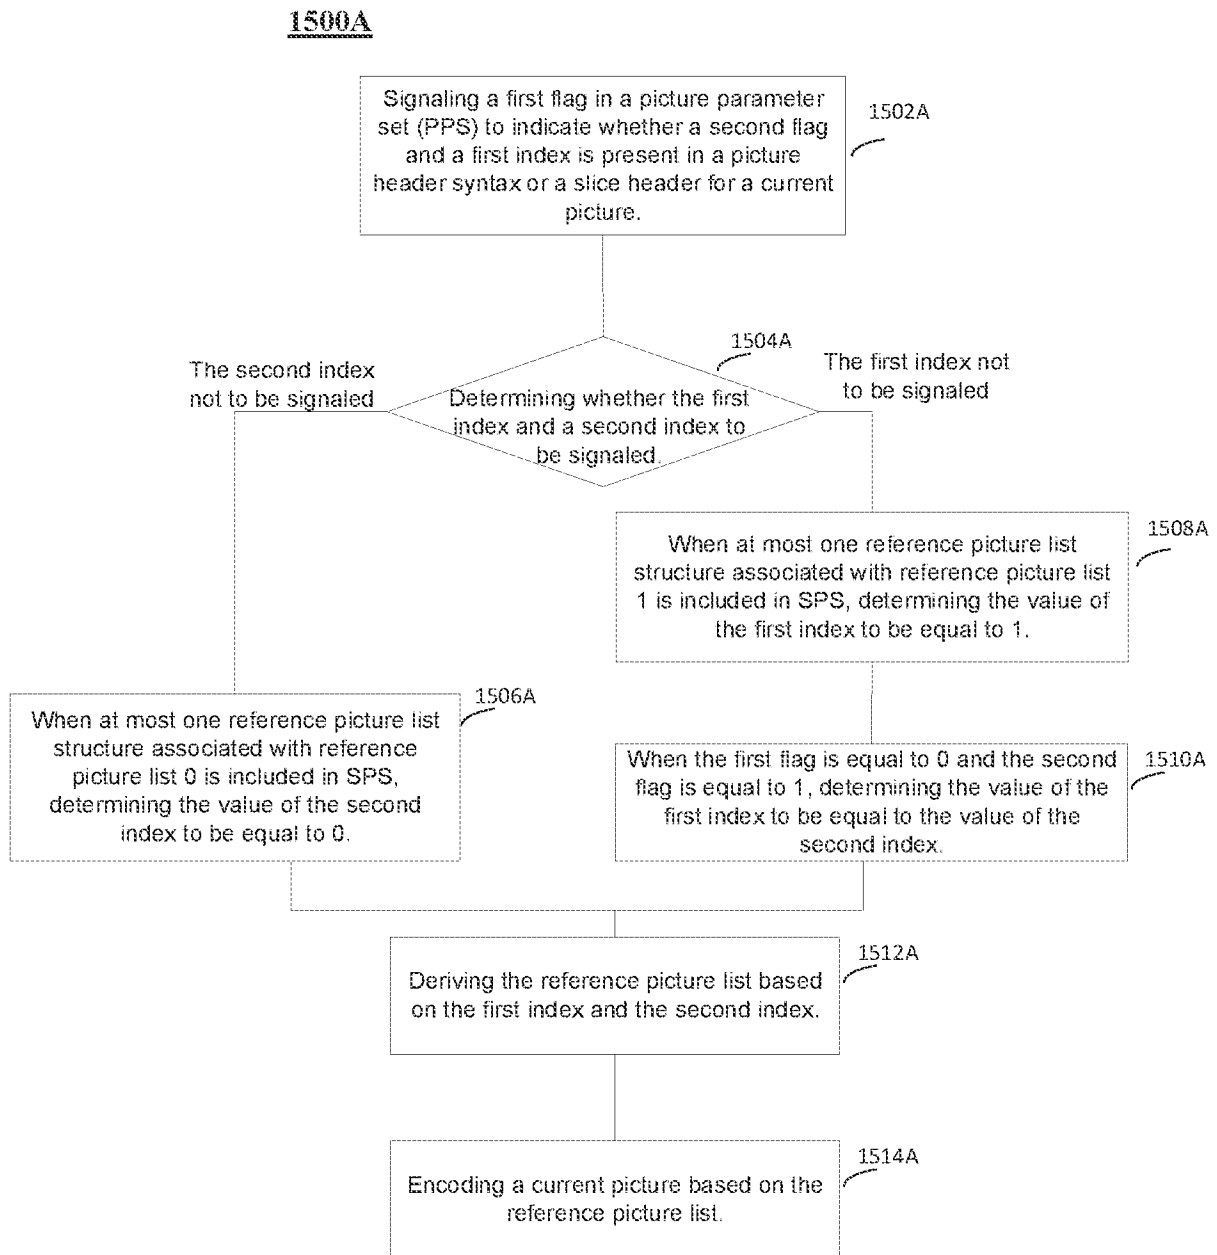 1500A
Signaling a first flag in a picture parameter
set (PPS) to indicate whether a second flag
and a first index is present in a picture
header syntax or a slice header for a current
picture.
1502A
1504A
The second index
not to be signaled
The first index not
to be signaled
Determining whether the first
index and a second index to
be signaled.
1508A
When at most one reference picture list
structure associated with reference picture list
1 is included in SPS, determining the value of
the first index to be equal to 1.
1506A
When at most one reference picture list
structure associated with reference
picture list 0 is included in SPS,
determining the value of the second
index to be equal to 0.
1510A
When the first flag is equal to 0 and the second
flag is equal to 1, determining the value of the
first index to be equal to the value of the
second index.
1512A
Deriving the reference picture list based
on the first index and the second index.
1514A
Encoding a current picture based on the
reference picture list.